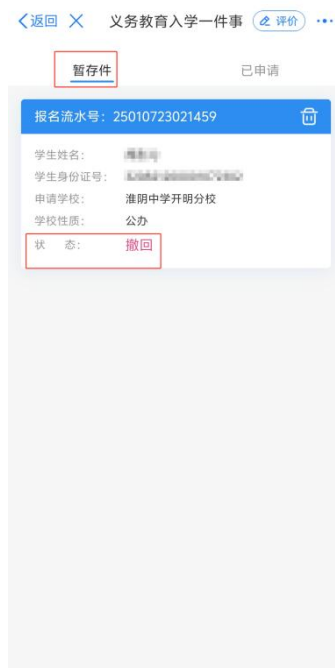 返回 义务教育入学一件事 评价
暂存件 已申请
报名流水号：25010723021459
学生姓名：
学生身份证号：
申请学校： 淮阴中学开明分校
学校性质： 公办
状 态： 撤回